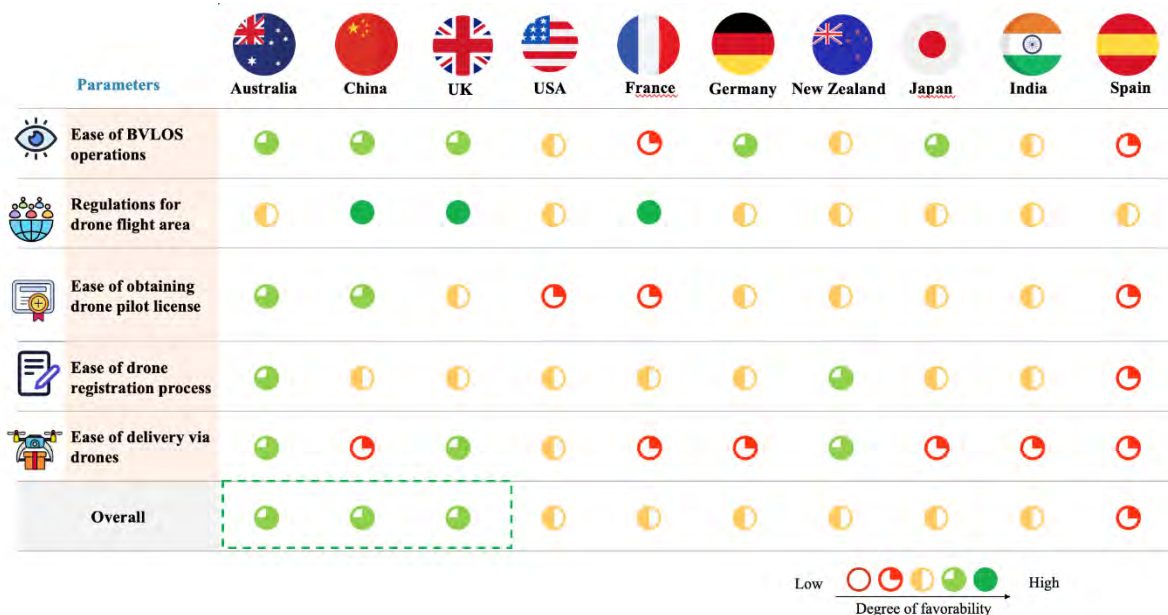 Parameters
Australia
China
UK
USA
France
Germany
New Zealand
Japan
India
Spain
Ease of BVLOS
operations
Regulations for
drone flight area
Ease of obtaining
drone pilot license
Ease of drone
registration process
Ease of delivery via
drones
Overall
Low
High
Degree of favorability